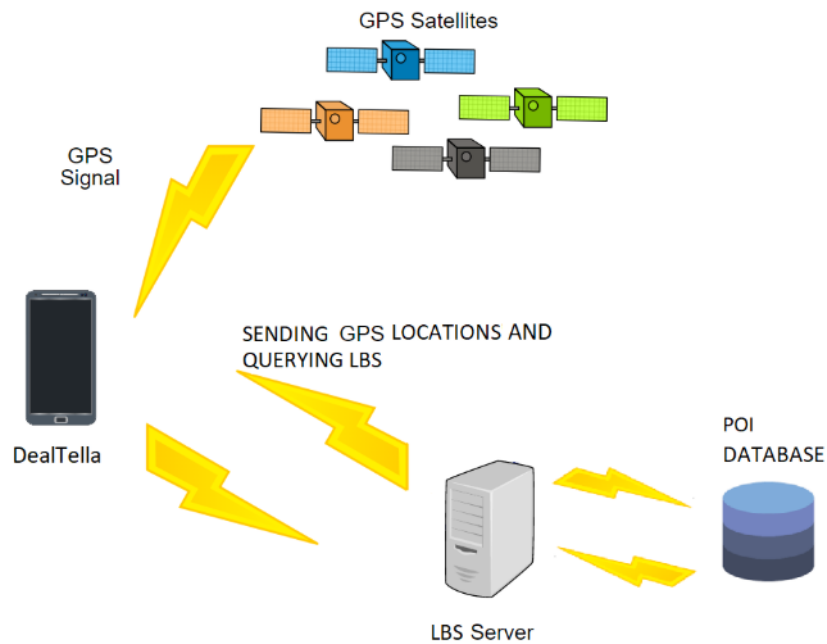 GPS Satellites
GPS
Signal
SENDING GPS LOCATIONS AND
QUERYING LBS
DealTella
POI
DATABASE
LBS Server